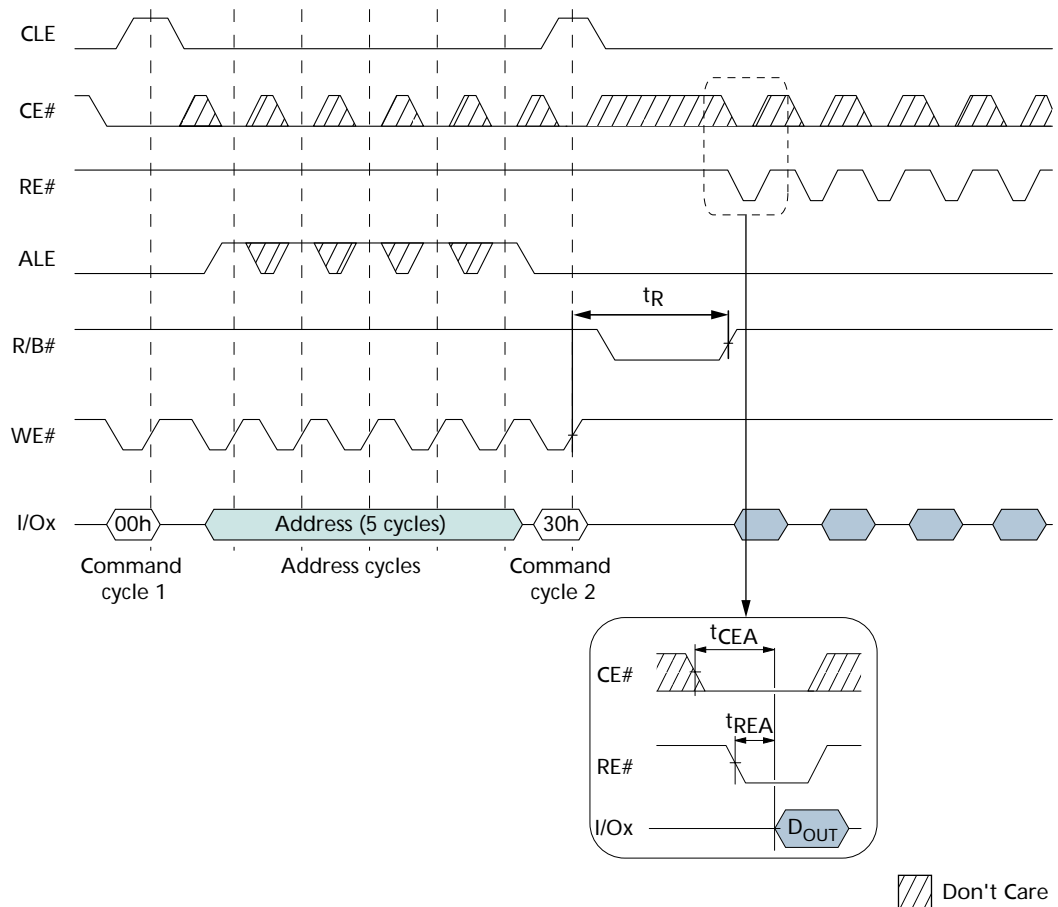 CLE
CE#
RE#
ALE
tR
R/B#
WE#
I/Ox
00h
Address (5 cycles)
30h
Command
cycle 1
Address cycles
Command
cycle 2
tCEA
CE#
tREA
RE#
I/Ox
DOUT
Don't Care